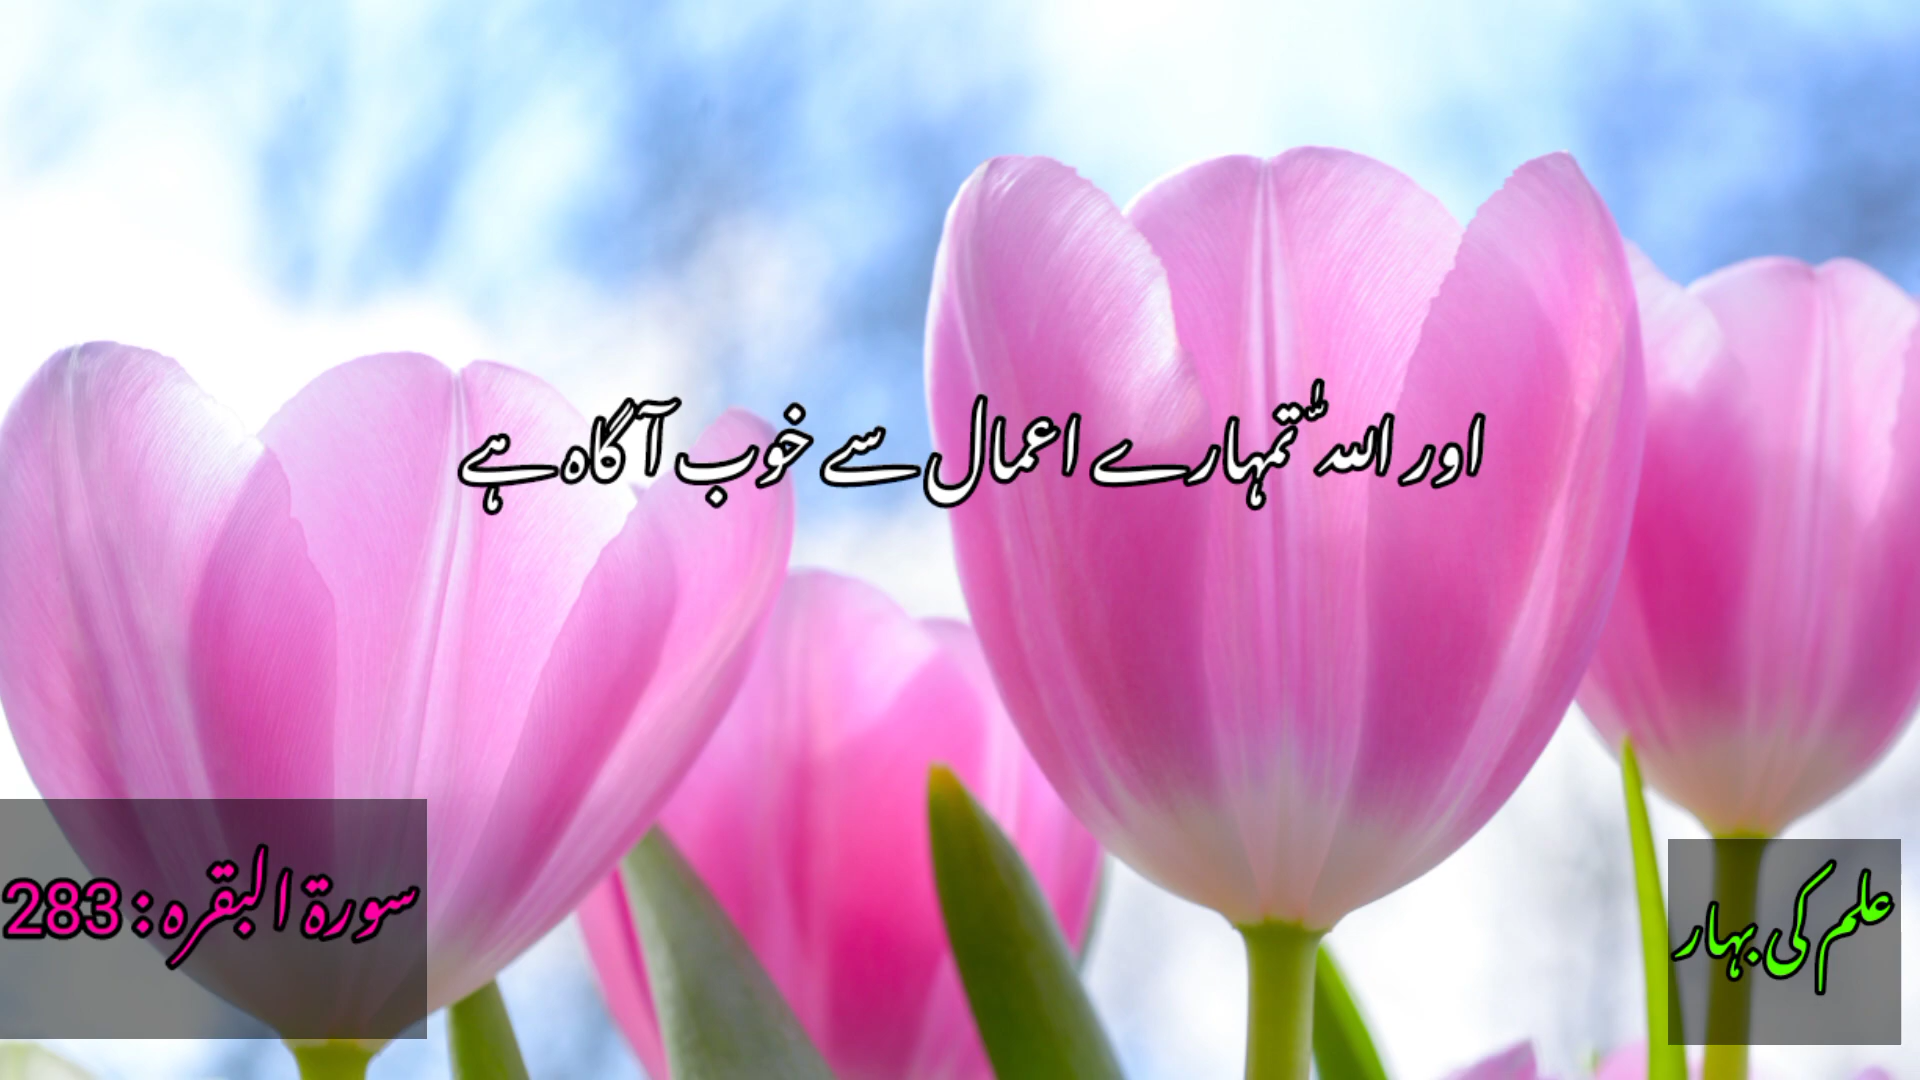 اور اللہ تمہارے اعمال سے خوب آگاہ ہے
سورۃ البقرہ: 283
علم کی بہار